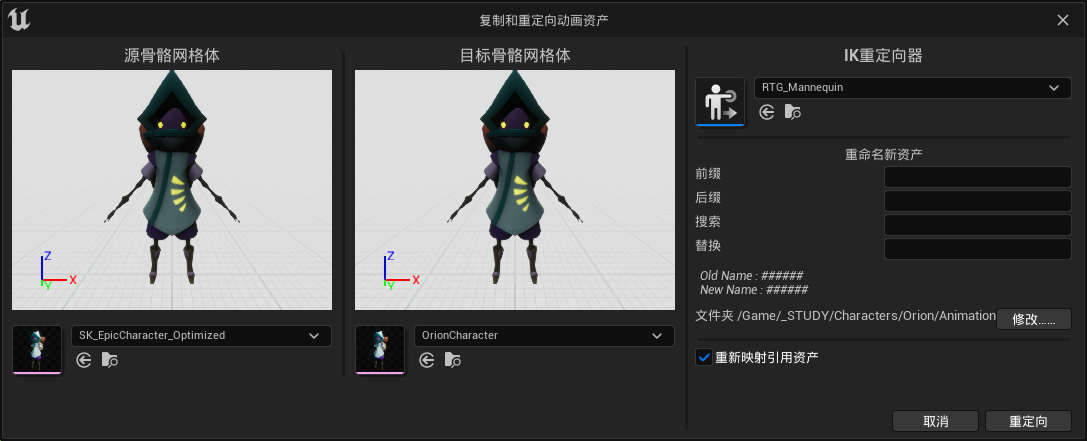 复制和重定向动画资产
源骨骼网格体
Z
X
Y
SK_EpicCharacter_Optimized
目标骨骼网格体
Z
X
Y
OrionCharacter
IK重定向器
RTG_Mannequin
重命名新资产
前缀
后缀
搜索
替换
Old Name : ######
New Name : ######
文件夹 /Game/_STUDY/Characters/Orion/Animation
修改......
重新映射引用资产
取消
重定向